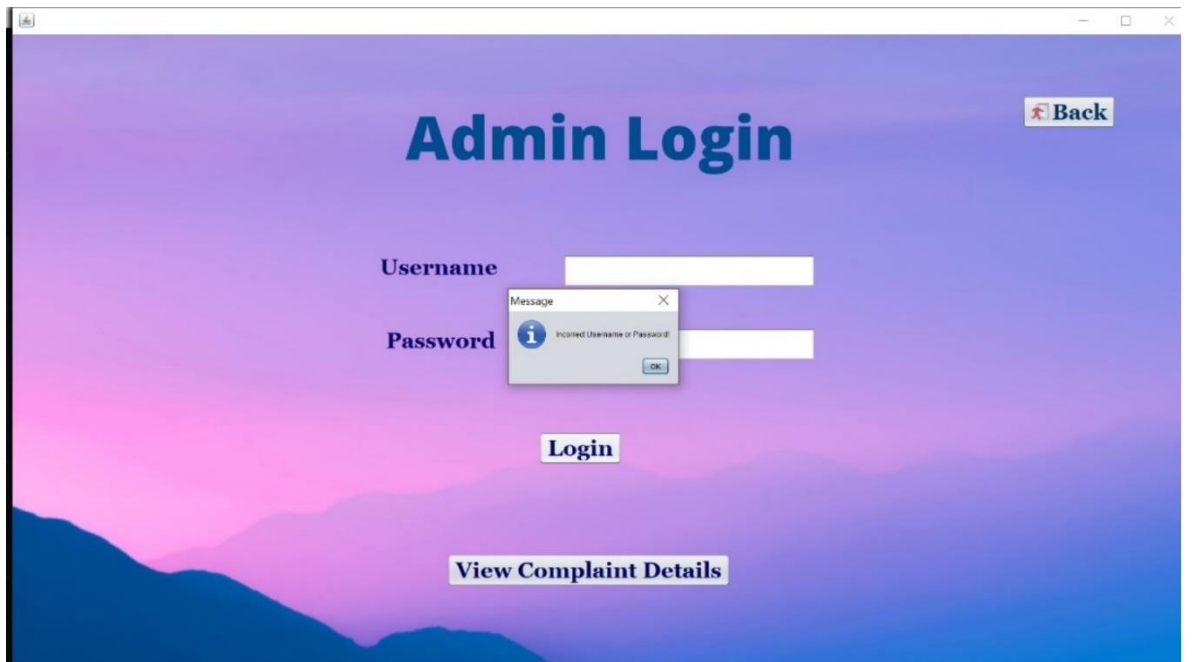 Back
Admin Login
Username
Message
Incorrect Username or Password!
Password
OK
Login
View Complaint Details